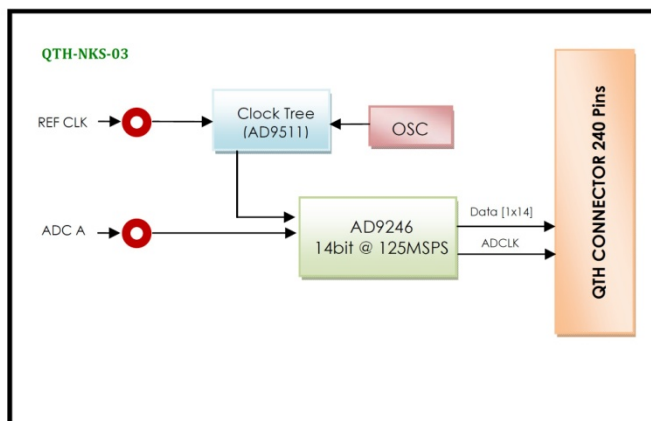 QTH-NKS-03
REF CLK
Clock Tree
(AD9511)
OSC
ADC A
AD9246
14bit @ 125MSPS
Data [1x14]
ADCLK
QTH CONNECTOR 240 Pins